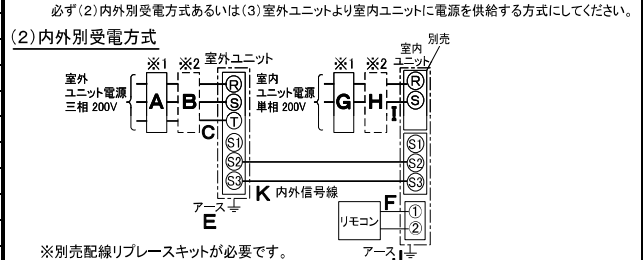 必ず(2)内外別受電方式あるいは(3)室外ユニットより室内ユニットに電源を供給する方式にしてください。
(2)内外別受電方式
※1 ※2 室外ユニット
※1 ※2 室内ユニット 別売
室外
ユニット電源
三相 200V
A B C
R
S
T
S1
S2
S3
室内
ユニット電源
単相 200V
G H I
R
S
S1
S2
S3
K 内外信号線
アース
E
リモコン
F
①
②
アース J
※別売配線リプレースキットが必要です。